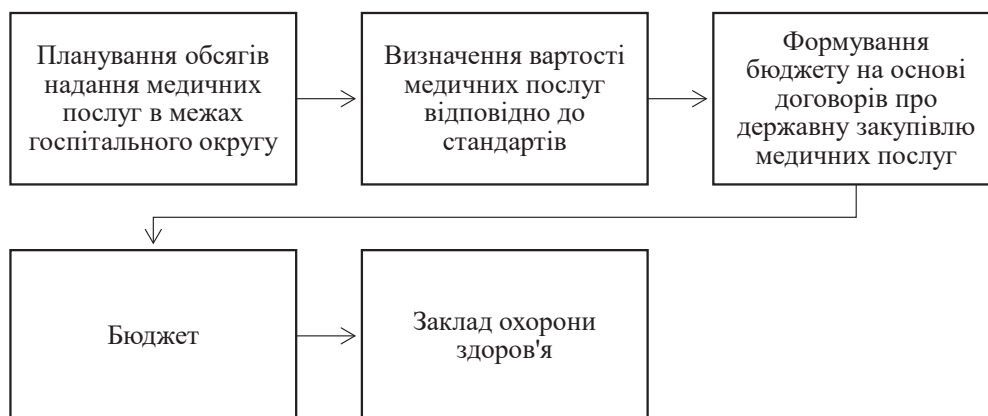 Планування обсягів
надання медичних
послуг в межах
госпітального округу
Визначення вартості
медичних послуг
відповідно до
стандартів
Формування
бюджету на основі
договорів про
державну закупівлю
медичних послуг
Бюджет
Заклад охорони
здоров'я